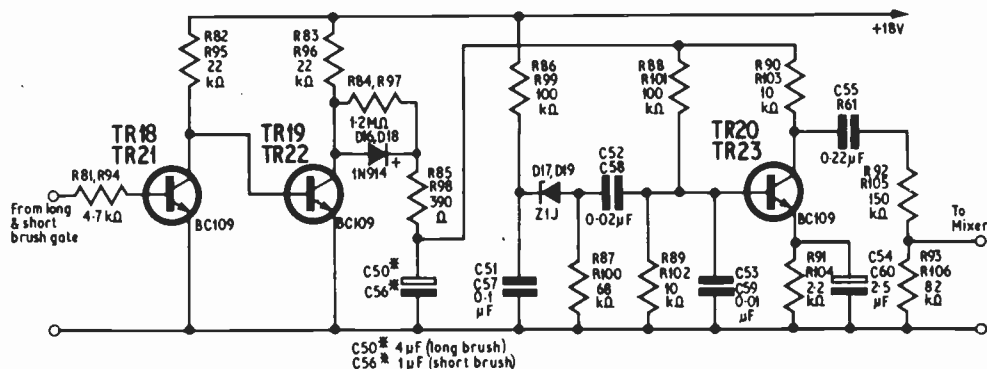 +18V
R82
R95
22
kΩ
R83
R96
22
kΩ
R84, R97
1·2MΩ
D16,D18
1N914
+
R85
R98
390
Ω
TR18
TR21
BC109
TR19
TR22
BC109
R81, R94
4·7kΩ
From long
& short
brush gate
C50*
C56*
R86
R99
100
kΩ
D17, D19
Z1J
C51
C57
0·1
μF
C52
C58
0·02μF
R87
R100
68
kΩ
R88
R101
100
kΩ
R89
R102
10
kΩ
C53
C59
0·01
μF
TR20
TR23
BC109
R90
R103
10
kΩ
C55
R61
0·22μF
R91
R104
2·2
kΩ
C54
C60
2·5
μF
R92
R105
150
kΩ
To
Mixer
R93
R106
82
kΩ
C50* 4μF (long brush)
C56* 1μF (short brush)